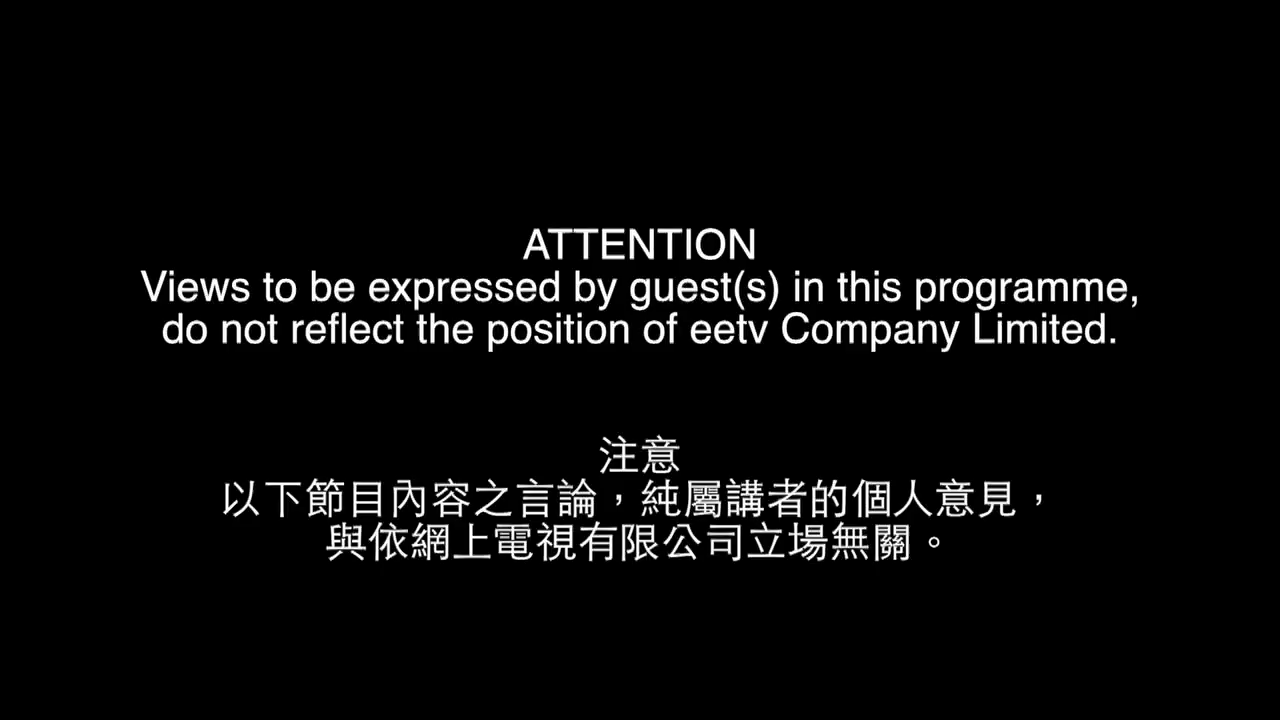 ATTENTION
Views to be expressed by guest(s) in this programme,
do not reflect the position of eetv Company Limited.
注意
以下節目內容之言論，純屬講者的個人意見，
與依網上電視有限公司立場無關。